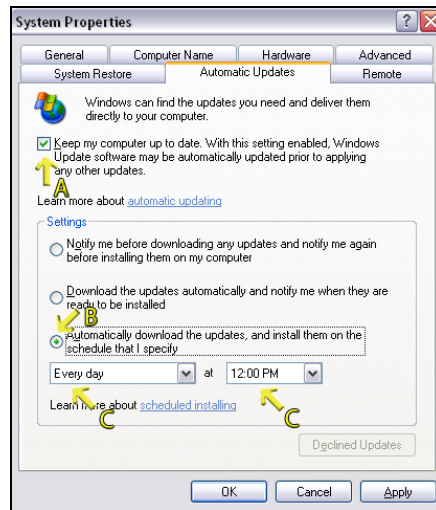 System Properties
General Computer Name Hardware Advanced
System Restore Automatic Updates Remote
Windows can find the updates you need and deliver them
directly to your computer.
Keep my computer up to date. With this setting enabled, Windows
Update software may be automatically updated prior to applying
any other updates.
A
Learn more about automatic updating
Settings
Notify me before downloading any updates and notify me again
before installing them on my computer
Download the updates automatically and notify me when they are
ready to be installed
B
Automatically download the updates, and install them on the
schedule that I specify
Every day at 12:00 PM
C C
Learn more about scheduled installing
Declined Updates
OK Cancel Apply